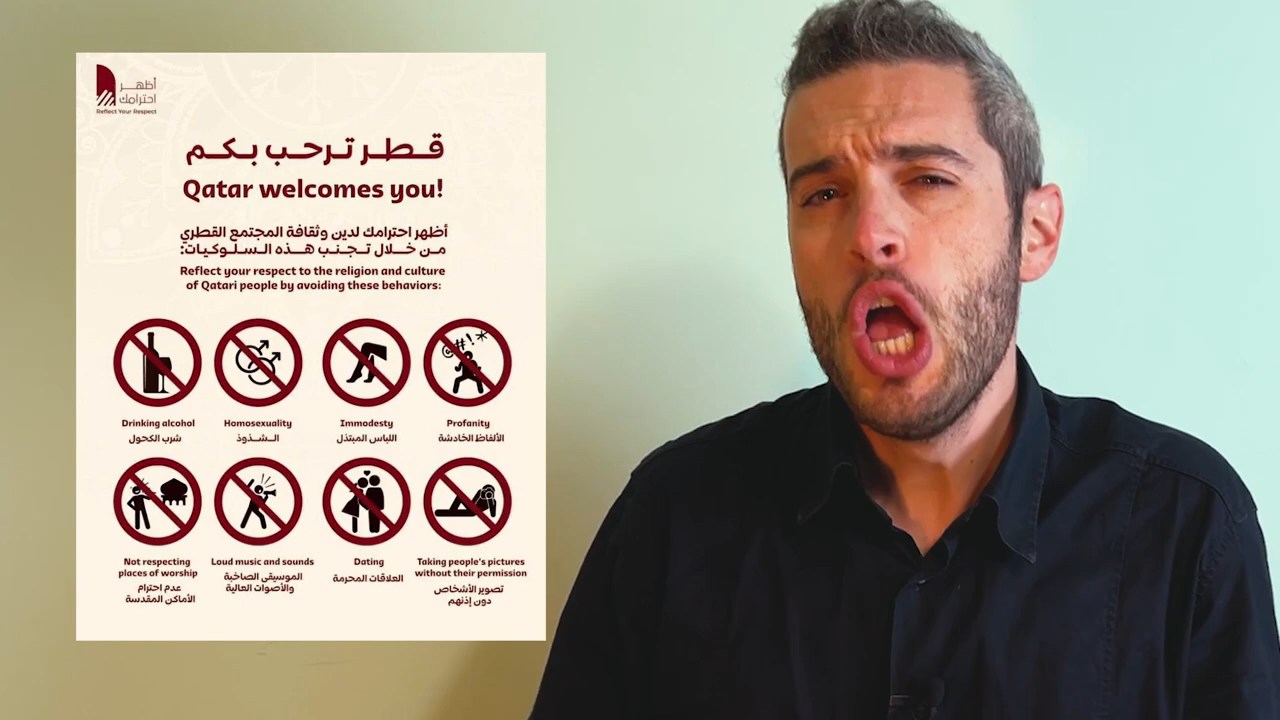 أظهر
احترامك
Reflect Your Respect
قطر ترحب بكم
Qatar welcomes you!
أظهر احترامك لدين وثقافة المجتمع القطري
من خلال تجنب هذه السلوكيات:
Reflect your respect to the religion and culture
of Qatari people by avoiding these behaviors:
@#!*
Drinking alcohol
شرب الكحول
Homosexuality
الشذوذ
Immodesty
اللباس المبتذل
Profanity
الألفاظ الخادشة
Not respecting
places of worship
عدم احترام
الأماكن المقدسة
Loud music and sounds
الموسيقى الصاخبة
والأصوات العالية
Dating
العلاقات المحرمة
Taking people's pictures
without their permission
تصوير الأشخاص
دون إذنهم